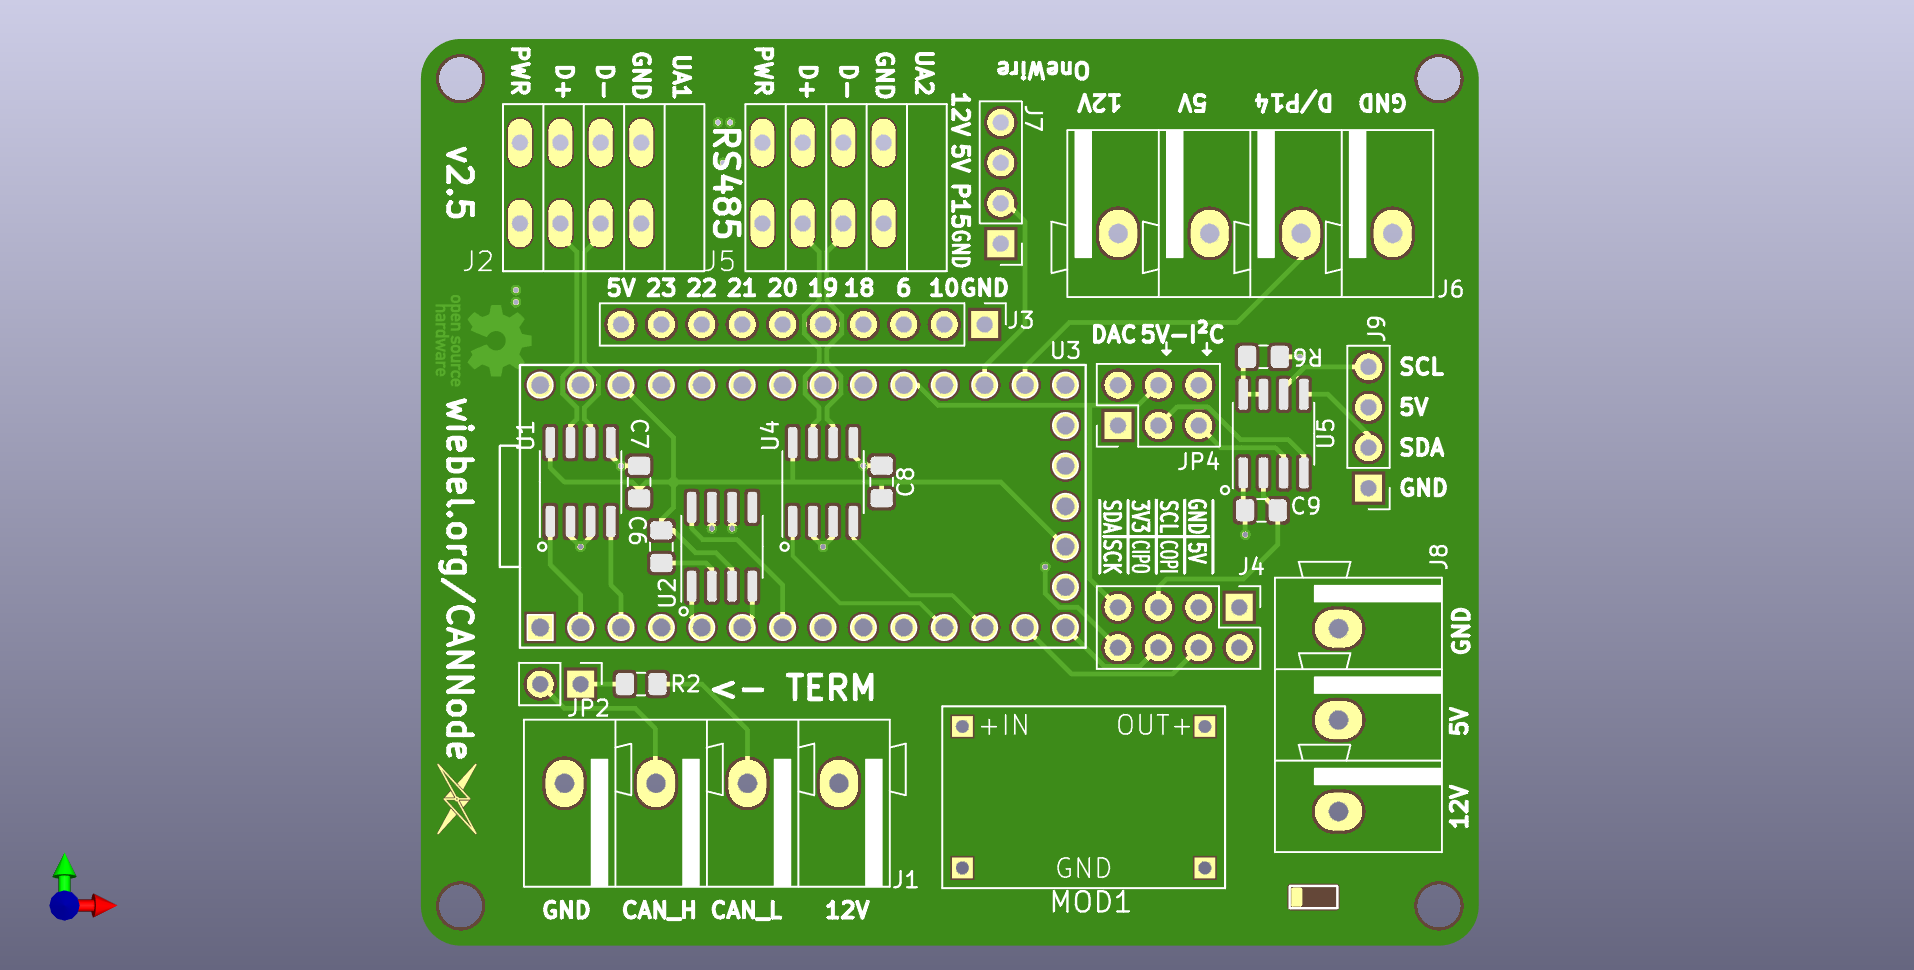 PWR D+ D- GND UA1
PWR D+ D- GND UA2
OneWire
12V 5V D/P14 GND
J7
12V 5V P15 GND
RS485
v2.5
J2
J5
J6
5V 23 22 21 20 19 18 6 10 GND
J3
open source
hardware
DAC 5V-I²C
U3
R6
J9
SCL
5V
SDA
GND
U1
C7
U4
C8
U5
JP4
C9
C6
U2
SDA 3V3 SCL GND
SCK CIPO COPI 5V
J4
J8
wiebel.org/CANNode
GND
5V
12V
JP2
R2
<- TERM
+IN OUT+
GND
MOD1
J1
GND CAN_H CAN_L 12V